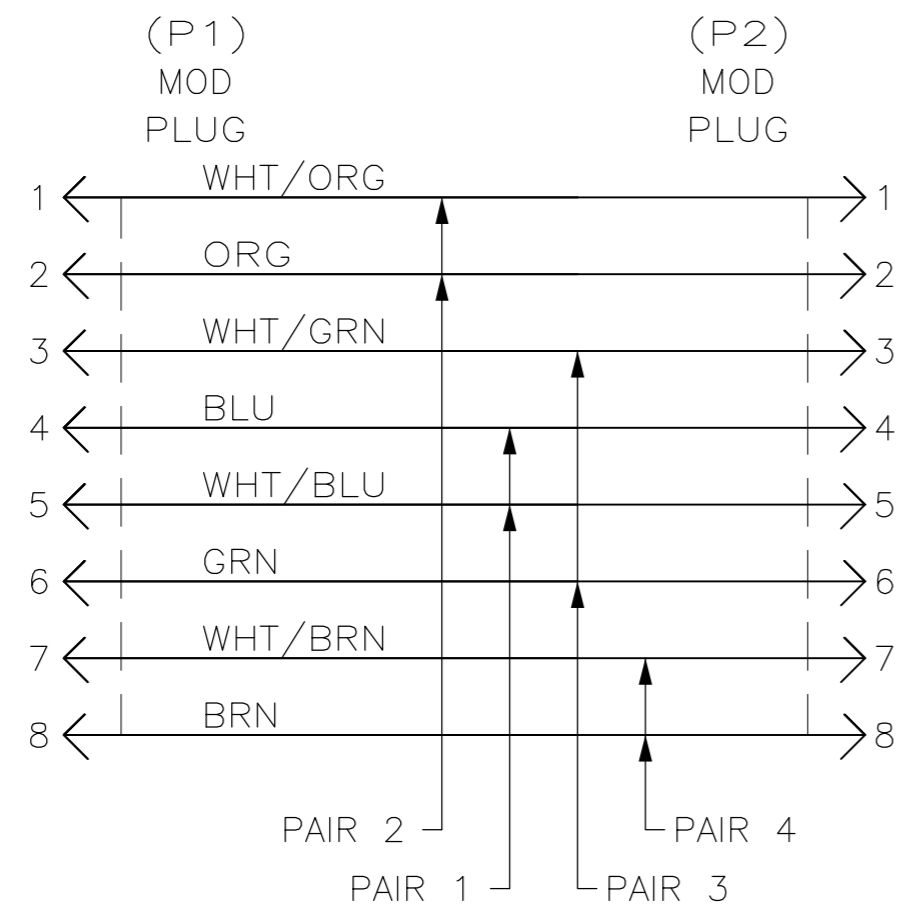 (P1) (P2)
MOD MOD
PLUG PLUG
1 WHT/ORG 1
2 ORG 2
3 WHT/GRN 3
4 BLU 4
5 WHT/BLU 5
6 GRN 6
7 WHT/BRN 7
8 BRN 8
PAIR 2 PAIR 4
PAIR 1 PAIR 3